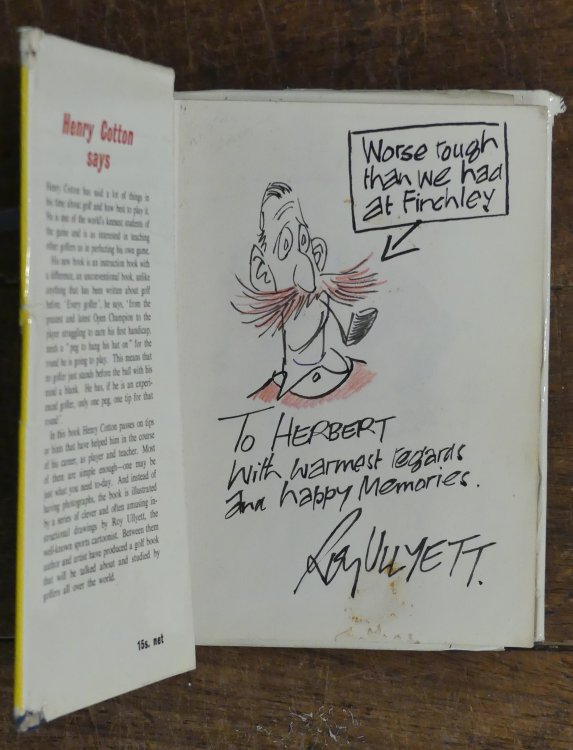 Henry Cotton
says
Henry Cotton has said a lot of things in
his time about golf and how best to play it.
He is one of the world's keenest students of
the game and is as interested in teaching
other golfers as in perfecting his own game.
His new book is an instruction book with
a difference, an unconventional book, unlike
anything that has been written about golf
before. 'Every golfer', he says, 'from the
greatest and latest Open Champion to the
player struggling to earn his first handicap,
needs a "peg to hang his hat on" for the
round he is going to play. This means that
no golfer just stands before the ball with his
mind a blank. He has, if he is an experi-
mental golfer, only one peg, one tip for that
round'.
In this book Henry Cotton passes on tips
or hints that have helped him in the course
of his career, as player and teacher. Most
of them are simple enough—one may be
just what you need to-day. And instead of
having photographs, the book is illustrated
by a series of clever and often amusing in-
structional drawings by Roy Ullyett, the
well-known sports cartoonist. Between them
author and artist have produced a golf book
that will be talked about and studied by
golfers all over the world.
15s. net
Worse rough
than we had
at Finchley
To HERBERT
With warmest regards
and happy Memories.
Roy ULLYETT.